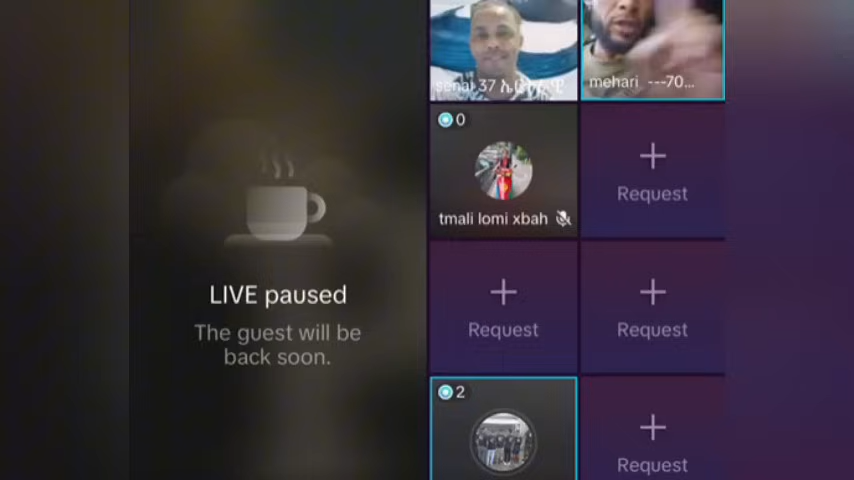 senai 37
mehari ---70...
0
tmali lomi xbah
Request
LIVE paused
The guest will be
back soon.
Request
Request
2
Request